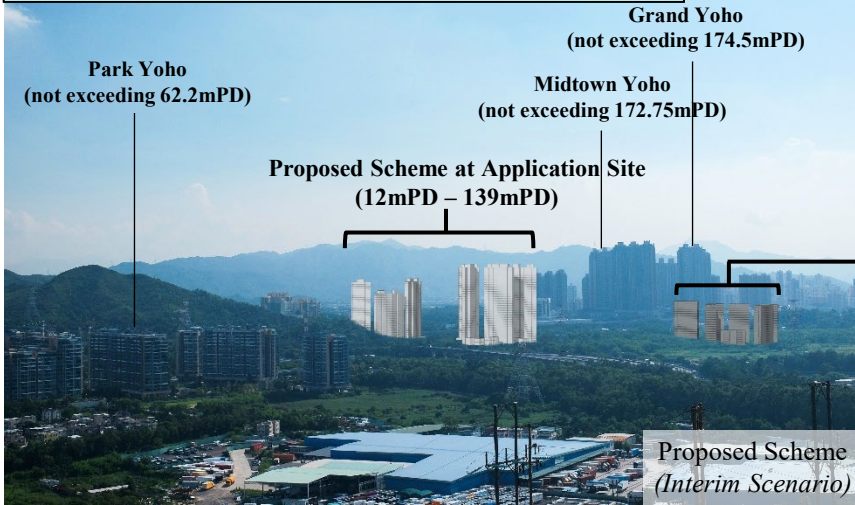 Grand Yoho
(not exceeding 174.5mPD)
Park Yoho
(not exceeding 62.2mPD)
Midtown Yoho
(not exceeding 172.75mPD)
Proposed Scheme at Application Site
(12mPD – 139mPD)
Proposed Scheme
(Interim Scenario)